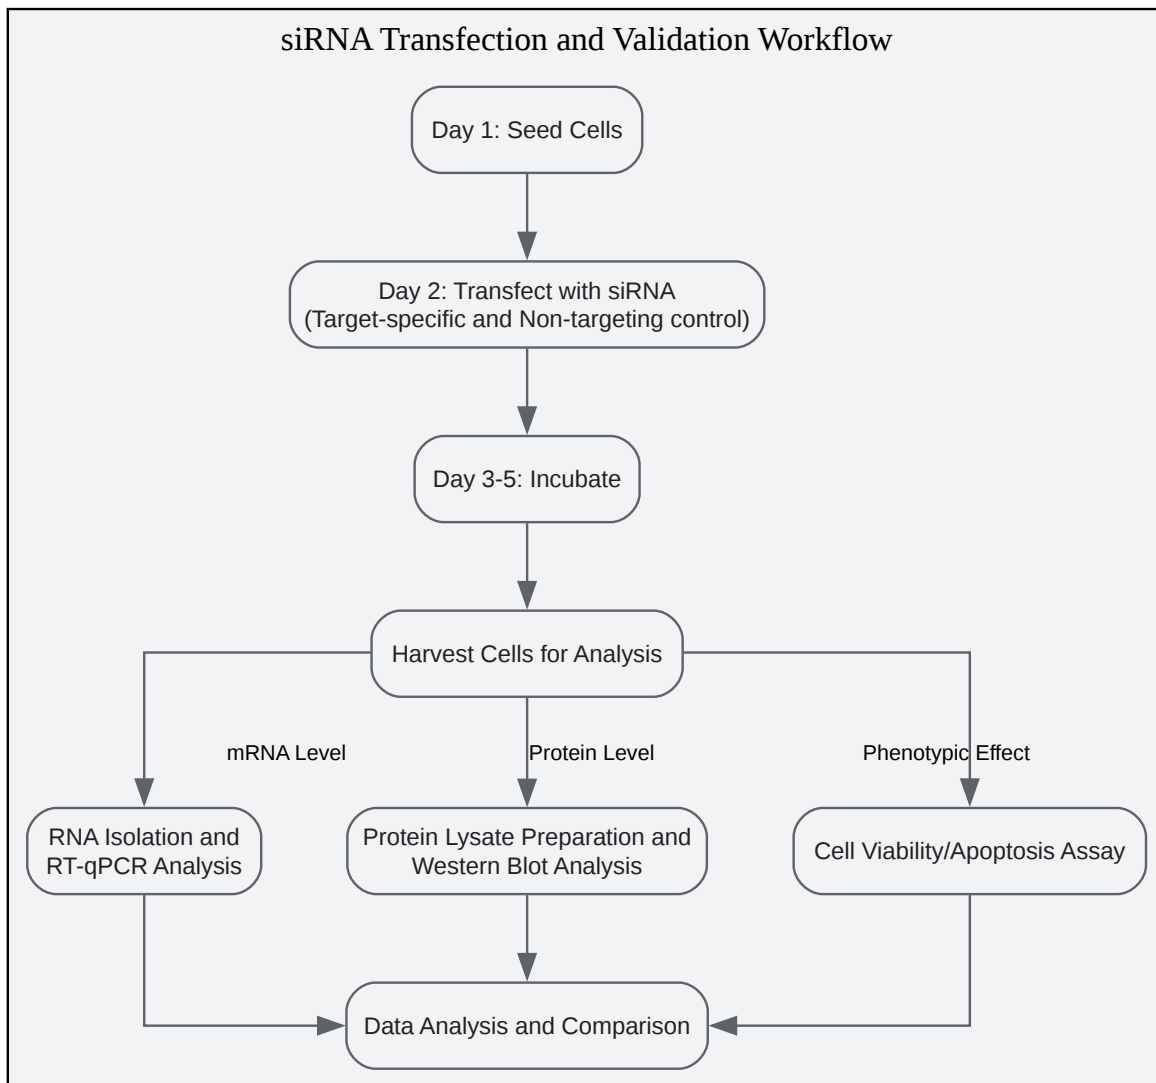 siRNA Transfection and Validation Workflow
Day 1: Seed Cells
Day 2: Transfect with siRNA
(Target-specific and Non-targeting control)
Day 3-5: Incubate
Harvest Cells for Analysis
mRNA Level
Protein Level
Phenotypic Effect
RNA Isolation and
RT-qPCR Analysis
Protein Lysate Preparation and
Western Blot Analysis
Cell Viability/Apoptosis Assay
Data Analysis and Comparison